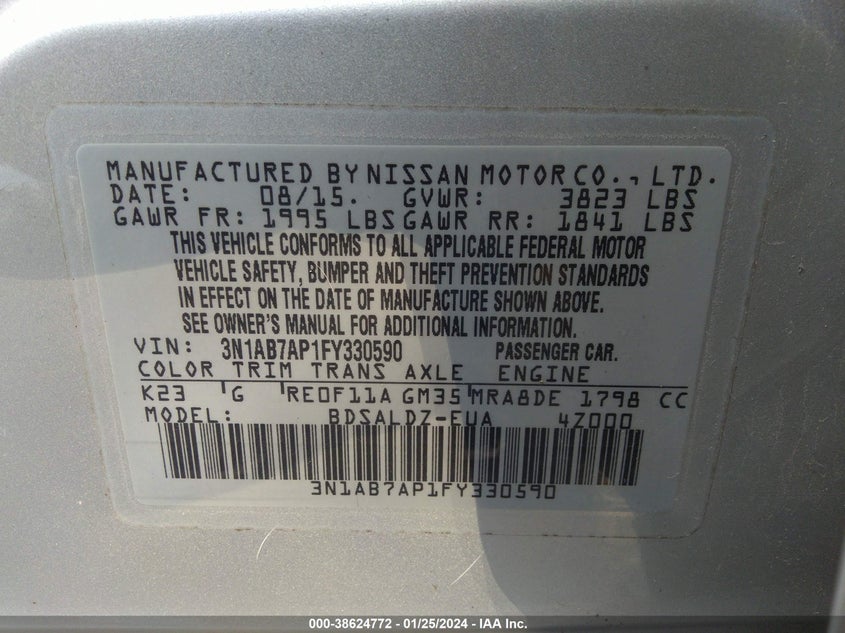 MANUFACTURED BY NISSAN MOTOR CO., LTD.
DATE: 08/15. GVWR: 3823 LBS
GAWR FR: 1995 LBS GAWR RR: 1841 LBS
THIS VEHICLE CONFORMS TO ALL APPLICABLE FEDERAL MOTOR
VEHICLE SAFETY, BUMPER AND THEFT PREVENTION STANDARDS
IN EFFECT ON THE DATE OF MANUFACTURE SHOWN ABOVE.
SEE OWNER'S MANUAL FOR ADDITIONAL INFORMATION.
VIN: 3N1AB7AP1FY330590 PASSENGER CAR.
COLOR TRIM TRANS AXLE ENGINE
K23 G RE0F11A GM35 MRA8DE 1798 CC
MODEL: BDSALDZ-EUA 4Z000
3N1AB7AP1FY330590
000-38624772 - 01/25/2024 - IAA Inc.